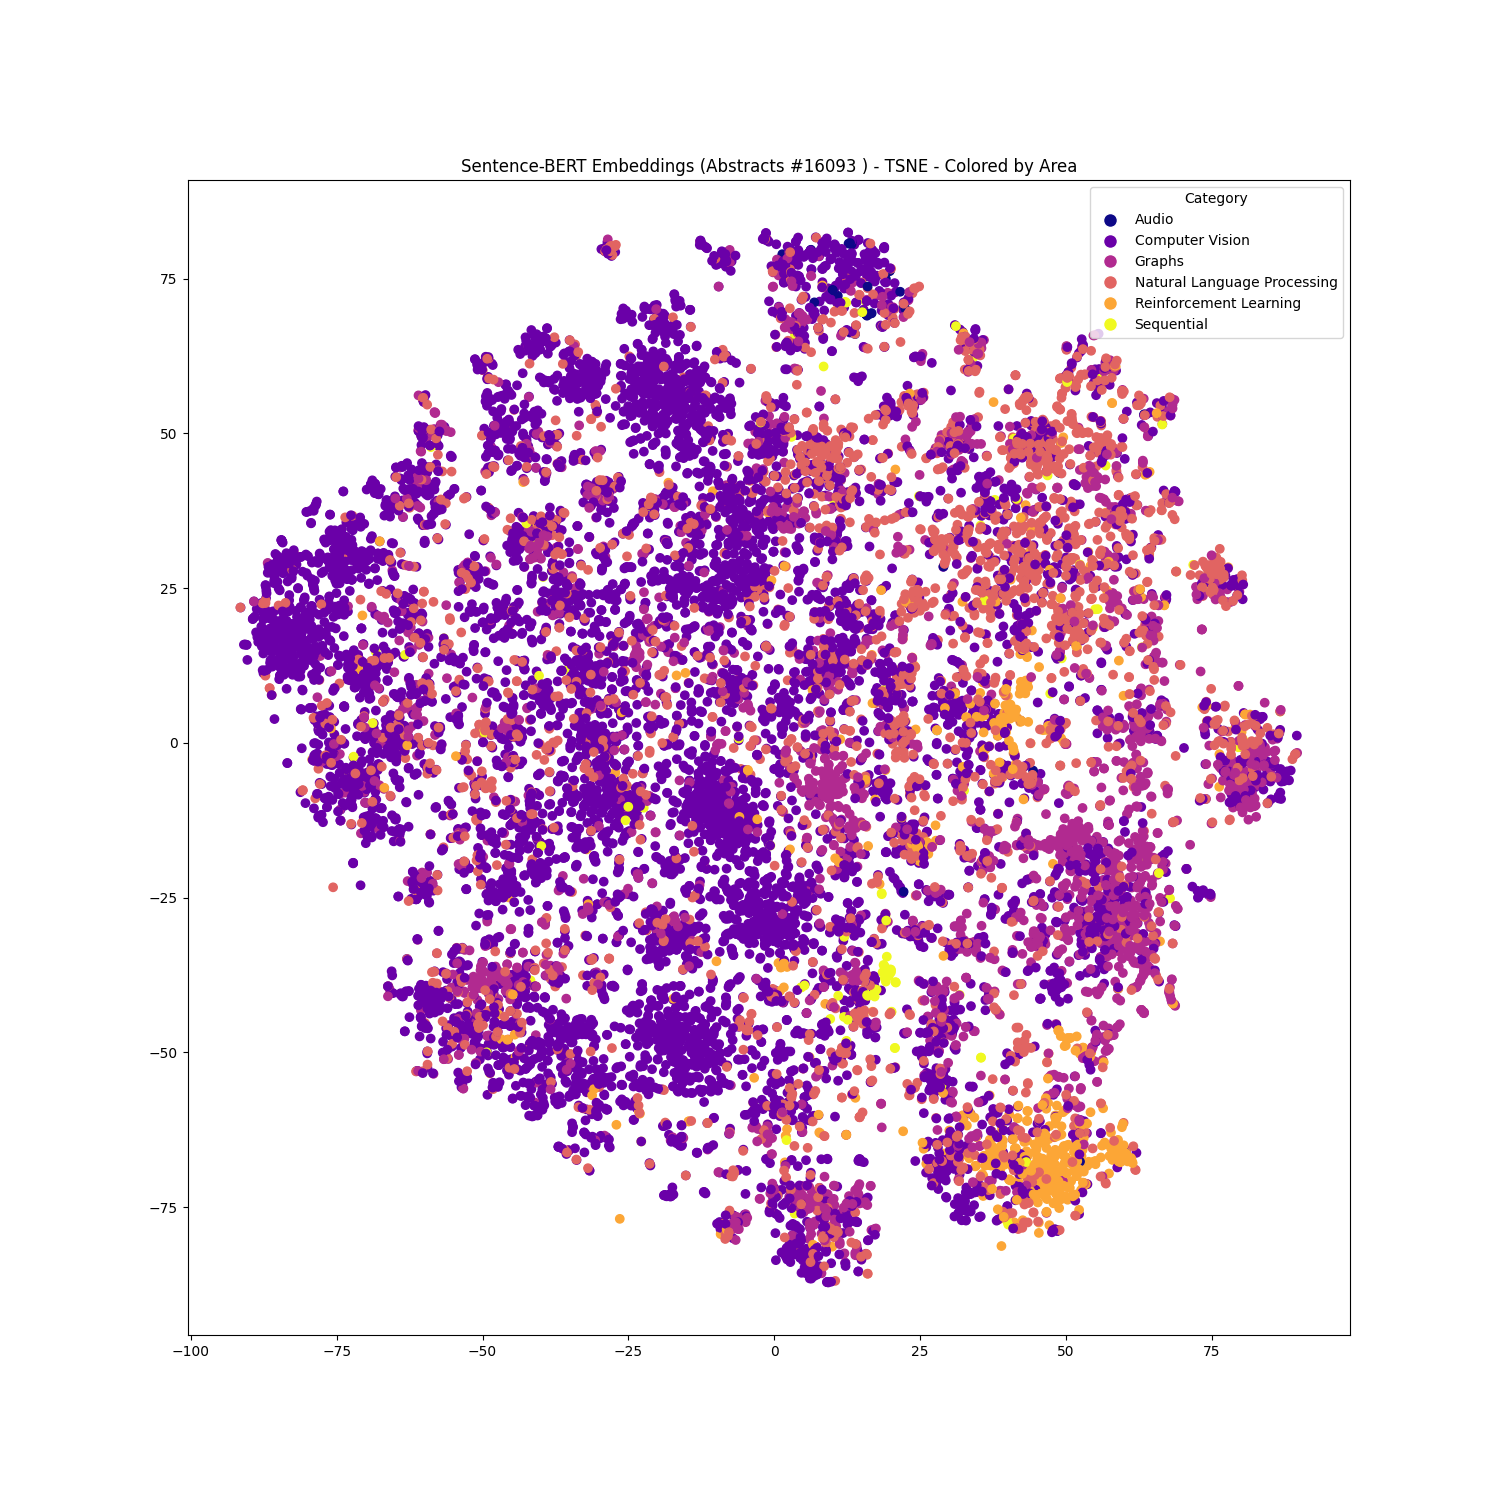 Sentence-BERT Embeddings (Abstracts #16093 ) - TSNE - Colored by Area
Category
Audio
Computer Vision
Graphs
Natural Language Processing
Reinforcement Learning
Sequential
75
50
25
0
−25
−50
−75
−100
−75
−50
−25
0
25
50
75